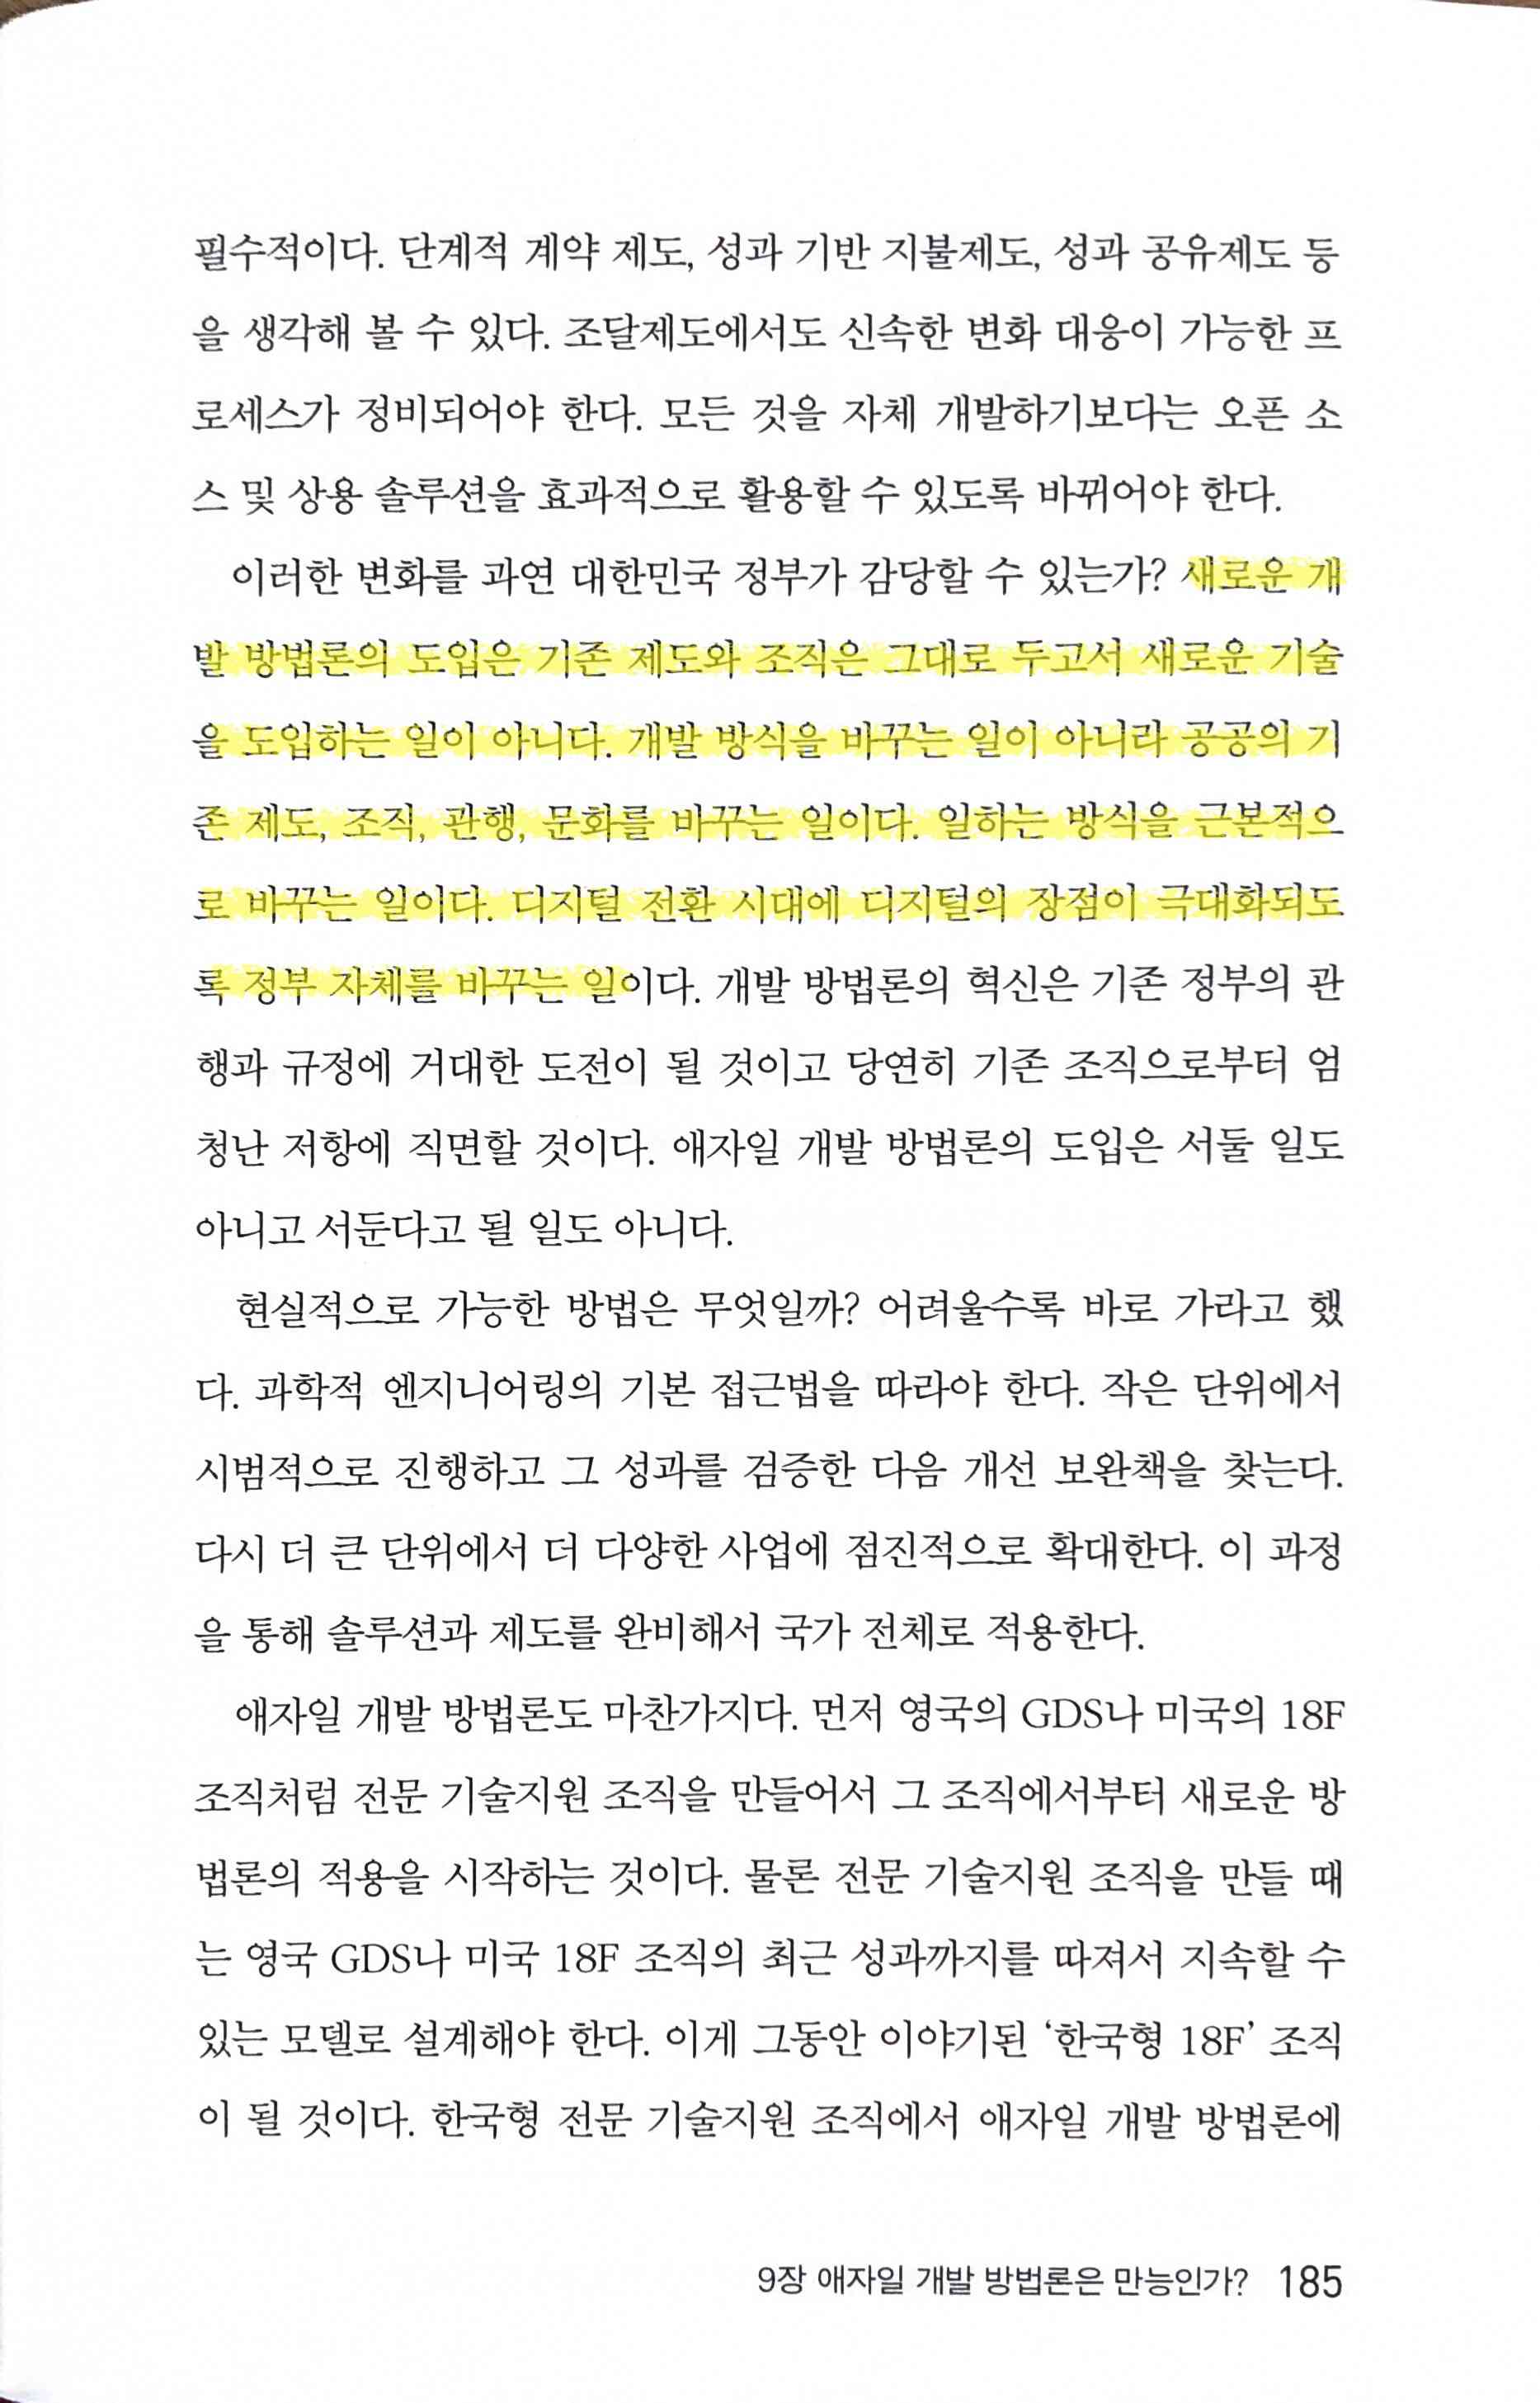 필수적이다. 단계적 계약 제도, 성과 기반 지불제도, 성과 공유제도 등
을 생각해 볼 수 있다. 조달제도에서도 신속한 변화 대응이 가능한 프
로세스가 정비되어야 한다. 모든 것을 자체 개발하기보다는 오픈 소
스 및 상용 솔루션을 효과적으로 활용할 수 있도록 바뀌어야 한다.
이러한 변화를 과연 대한민국 정부가 감당할 수 있는가? 새로운 개
발 방법론의 도입은 기존 제도와 조직은 그대로 두고서 새로운 기술
을 도입하는 일이 아니다. 개발 방식을 바꾸는 일이 아니라 공공의 기
존 제도, 조직, 관행, 문화를 바꾸는 일이다. 일하는 방식을 근본적으
로 바꾸는 일이다. 디지털 전환 시대에 디지털의 장점이 극대화되도
록 정부 자체를 바꾸는 일이다. 개발 방법론의 혁신은 기존 정부의 관
행과 규정에 거대한 도전이 될 것이고 당연히 기존 조직으로부터 엄
청난 저항에 직면할 것이다. 애자일 개발 방법론의 도입은 서둘 일도
아니고 서둔다고 될 일도 아니다.
현실적으로 가능한 방법은 무엇일까? 어려울수록 바로 가라고 했
다. 과학적 엔지니어링의 기본 접근법을 따라야 한다. 작은 단위에서
시범적으로 진행하고 그 성과를 검증한 다음 개선 보완책을 찾는다.
다시 더 큰 단위에서 더 다양한 사업에 점진적으로 확대한다. 이 과정
을 통해 솔루션과 제도를 완비해서 국가 전체로 적용한다.
애자일 개발 방법론도 마찬가지다. 먼저 영국의 GDS나 미국의 18F
조직처럼 전문 기술지원 조직을 만들어서 그 조직에서부터 새로운 방
법론의 적용을 시작하는 것이다. 물론 전문 기술지원 조직을 만들 때
는 영국 GDS나 미국 18F 조직의 최근 성과까지를 따져서 지속할 수
있는 모델로 설계해야 한다. 이게 그동안 이야기된 ‘한국형 18F’ 조직
이 될 것이다. 한국형 전문 기술지원 조직에서 애자일 개발 방법론에
9장 애자일 개발 방법론은 만능인가? 185